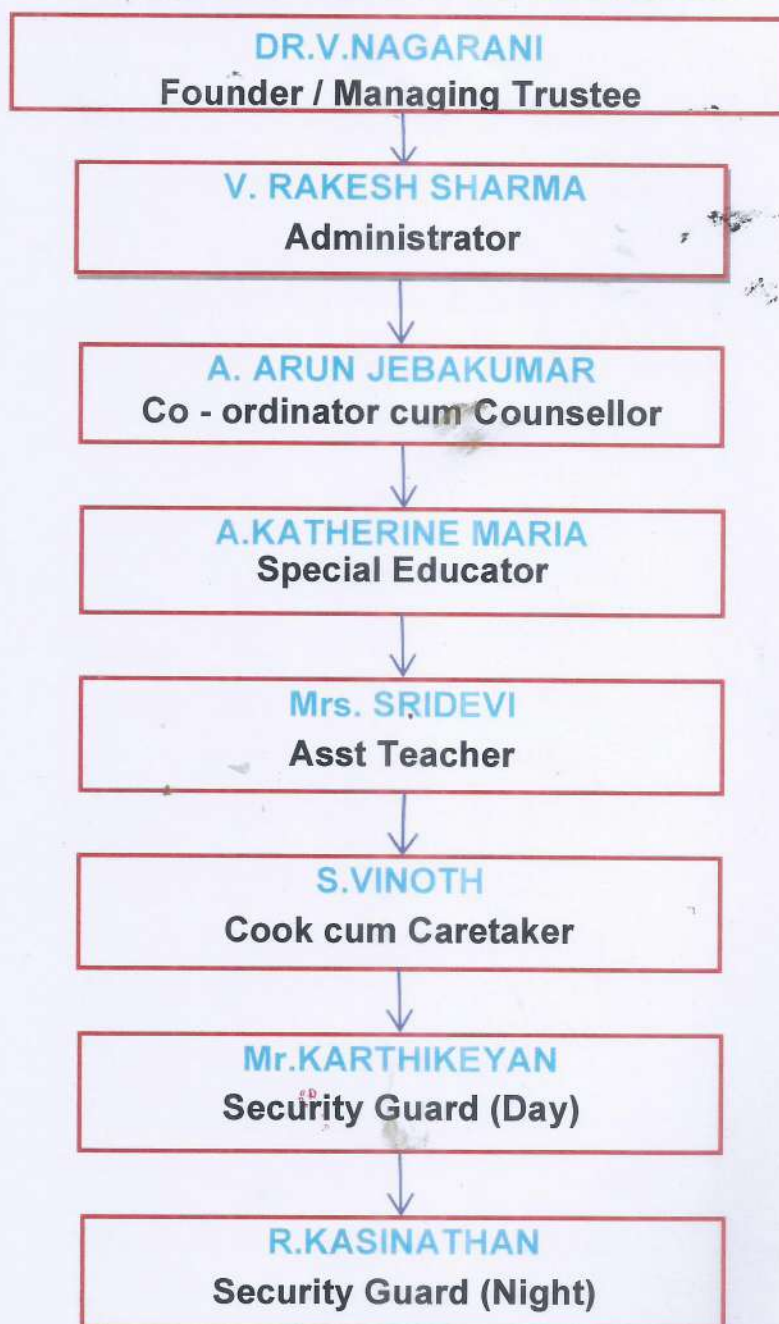 DR.V.NAGARANI
Founder / Managing Trustee
V. RAKESH SHARMA
Administrator
A. ARUN JEBAKUMAR
Co - ordinator cum Counsellor
A.KATHERINE MARIA
Special Educator
Mrs. SRIDEVI
Asst Teacher
S.VINOTH
Cook cum Caretaker
Mr.KARTHIKEYAN
Security Guard (Day)
R.KASINATHAN
Security Guard (Night)